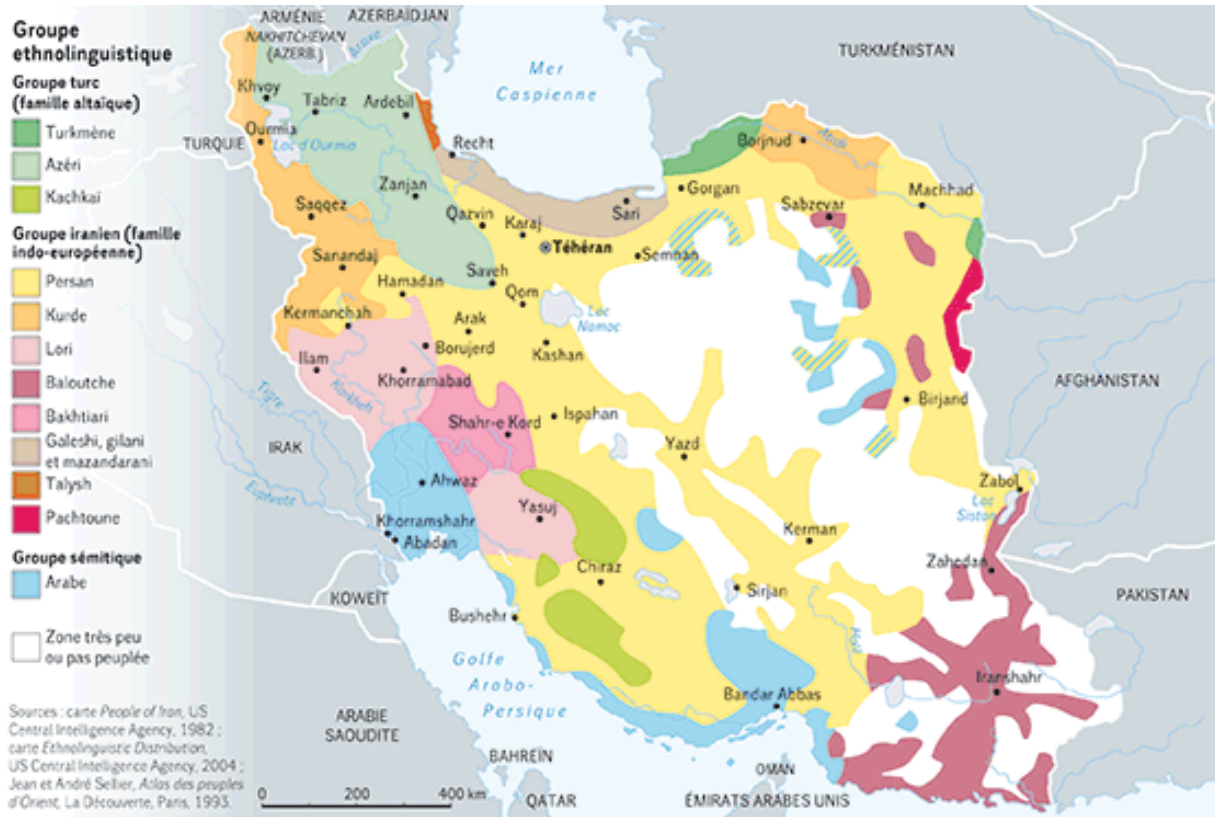 Groupe
ethnolinguistique
Groupe turc
(famille altaïque)
Turkmène
Azéri
Kachkaï
Groupe iranien (famille
indo-européenne)
Persan
Kurde
Lori
Baloutche
Bakhtiari
Galeshi, gilani
et mazandarani
Talysh
Pachtoune
Groupe sémitique
Arabe
Zone très peu
ou pas peuplée
Sources : carte People of Iran, US
Central Intelligence Agency, 1982 ;
carte Ethnolinguistic Distribution,
US Central Intelligence Agency, 2004 ;
Jean et André Sellier, Atlas des peuples
d'Orient, La Découverte, Paris, 1993.
ARMÉNIE
AZERBAÏDJAN
NAKHITCHEVAN
(AZERB.)
Araxe
TURKMÉNISTAN
Mer
Caspienne
Khvoy
Tabriz
Ardebil
Ourmia
Lac d'Ourmia
TURQUIE
Recht
Borjnud
Atrak
Zanjan
Gorgan
Machhad
Saqqez
Qazvin
Karaj
Sari
Sabzevar
Téhéran
Semnan
Sanandaj
Saveh
Hamadan
Qom
Kermanchah
Arak
Lac
Namac
Borujerd
Kashan
Ilam
Khorramabad
AFGHANISTAN
Karkheh
Tigre
Birjand
Ispahan
Shahr-e Kord
IRAK
Yazd
Ahwaz
Zabol
Euphrate
Yasuj
Lac
Sistan
Khorramshahr
Abadan
Kerman
Zahedan
Chiraz
Sirjan
KOWEÏT
PAKISTAN
Bushehr
Golfe
Arabo-
Persique
Iranshahr
Bandar Abbas
ARABIE
SAOUDITE
BAHREÏN
OMAN
QATAR
ÉMIRATS ARABES UNIS
0 200 400 km